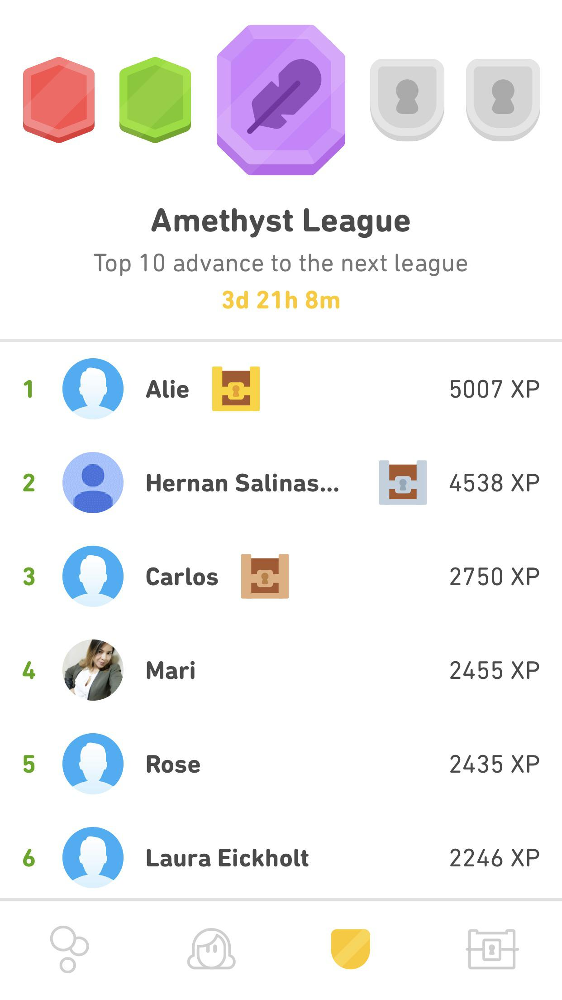 Amethyst League
Top 10 advance to the next league
3d 21h 8m
1 Alie 5007 XP
2 Hernan Salinas... 4538 XP
3 Carlos 2750 XP
4 Mari 2455 XP
5 Rose 2435 XP
6 Laura Eickholt 2246 XP